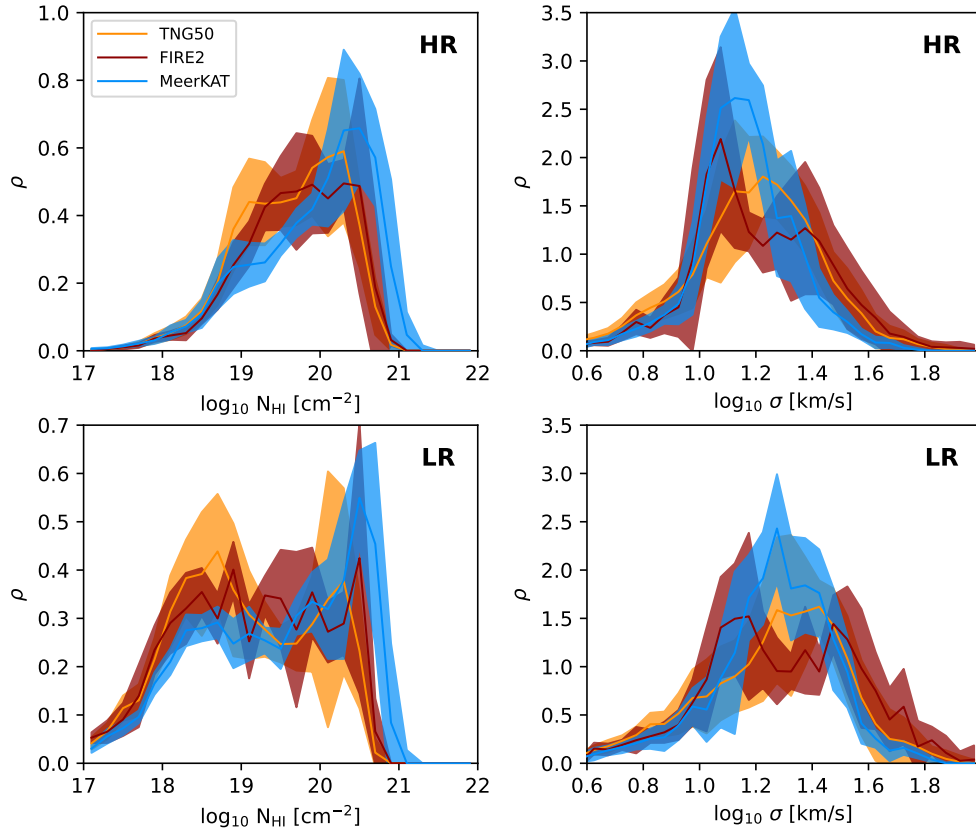 1.0
0.8
0.6
0.4
0.2
0.0
ρ
TNG50
FIRE2
MeerKAT
HR
17 18 19 20 21 22
log₁₀ N_HI [cm⁻²]
3.5
3.0
2.5
2.0
1.5
1.0
0.5
0.0
ρ
HR
0.6 0.8 1.0 1.2 1.4 1.6 1.8
log₁₀ σ [km/s]
0.7
0.6
0.5
0.4
0.3
0.2
0.1
0.0
ρ
LR
17 18 19 20 21 22
log₁₀ N_HI [cm⁻²]
3.5
3.0
2.5
2.0
1.5
1.0
0.5
0.0
ρ
LR
0.6 0.8 1.0 1.2 1.4 1.6 1.8
log₁₀ σ [km/s]